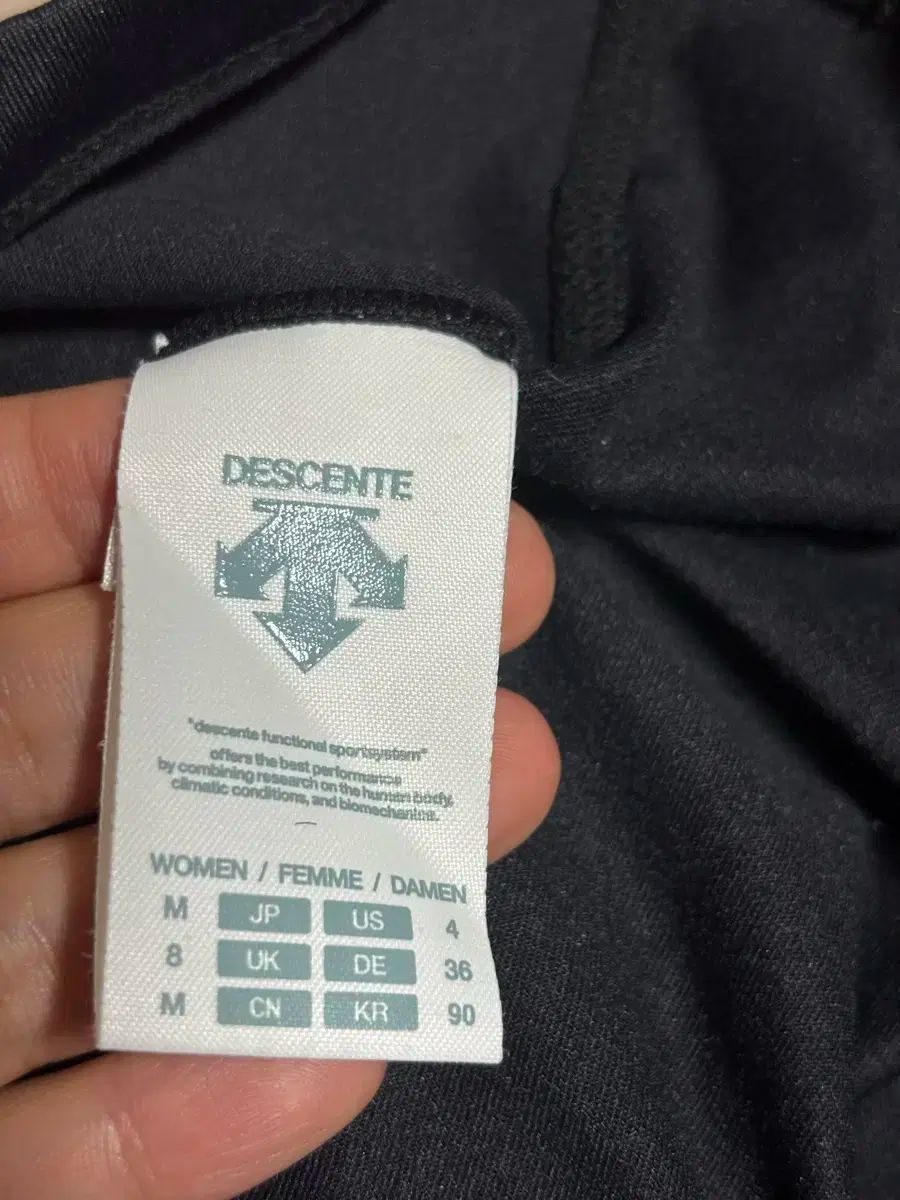 DESCENTE
"descente functional sportsystem"
offers the best performance
by combining research on the human body,
climatic conditions, and biomechanics.
WOMEN / FEMME / DAMEN
M JP US 4
8 UK DE 36
M CN KR 90